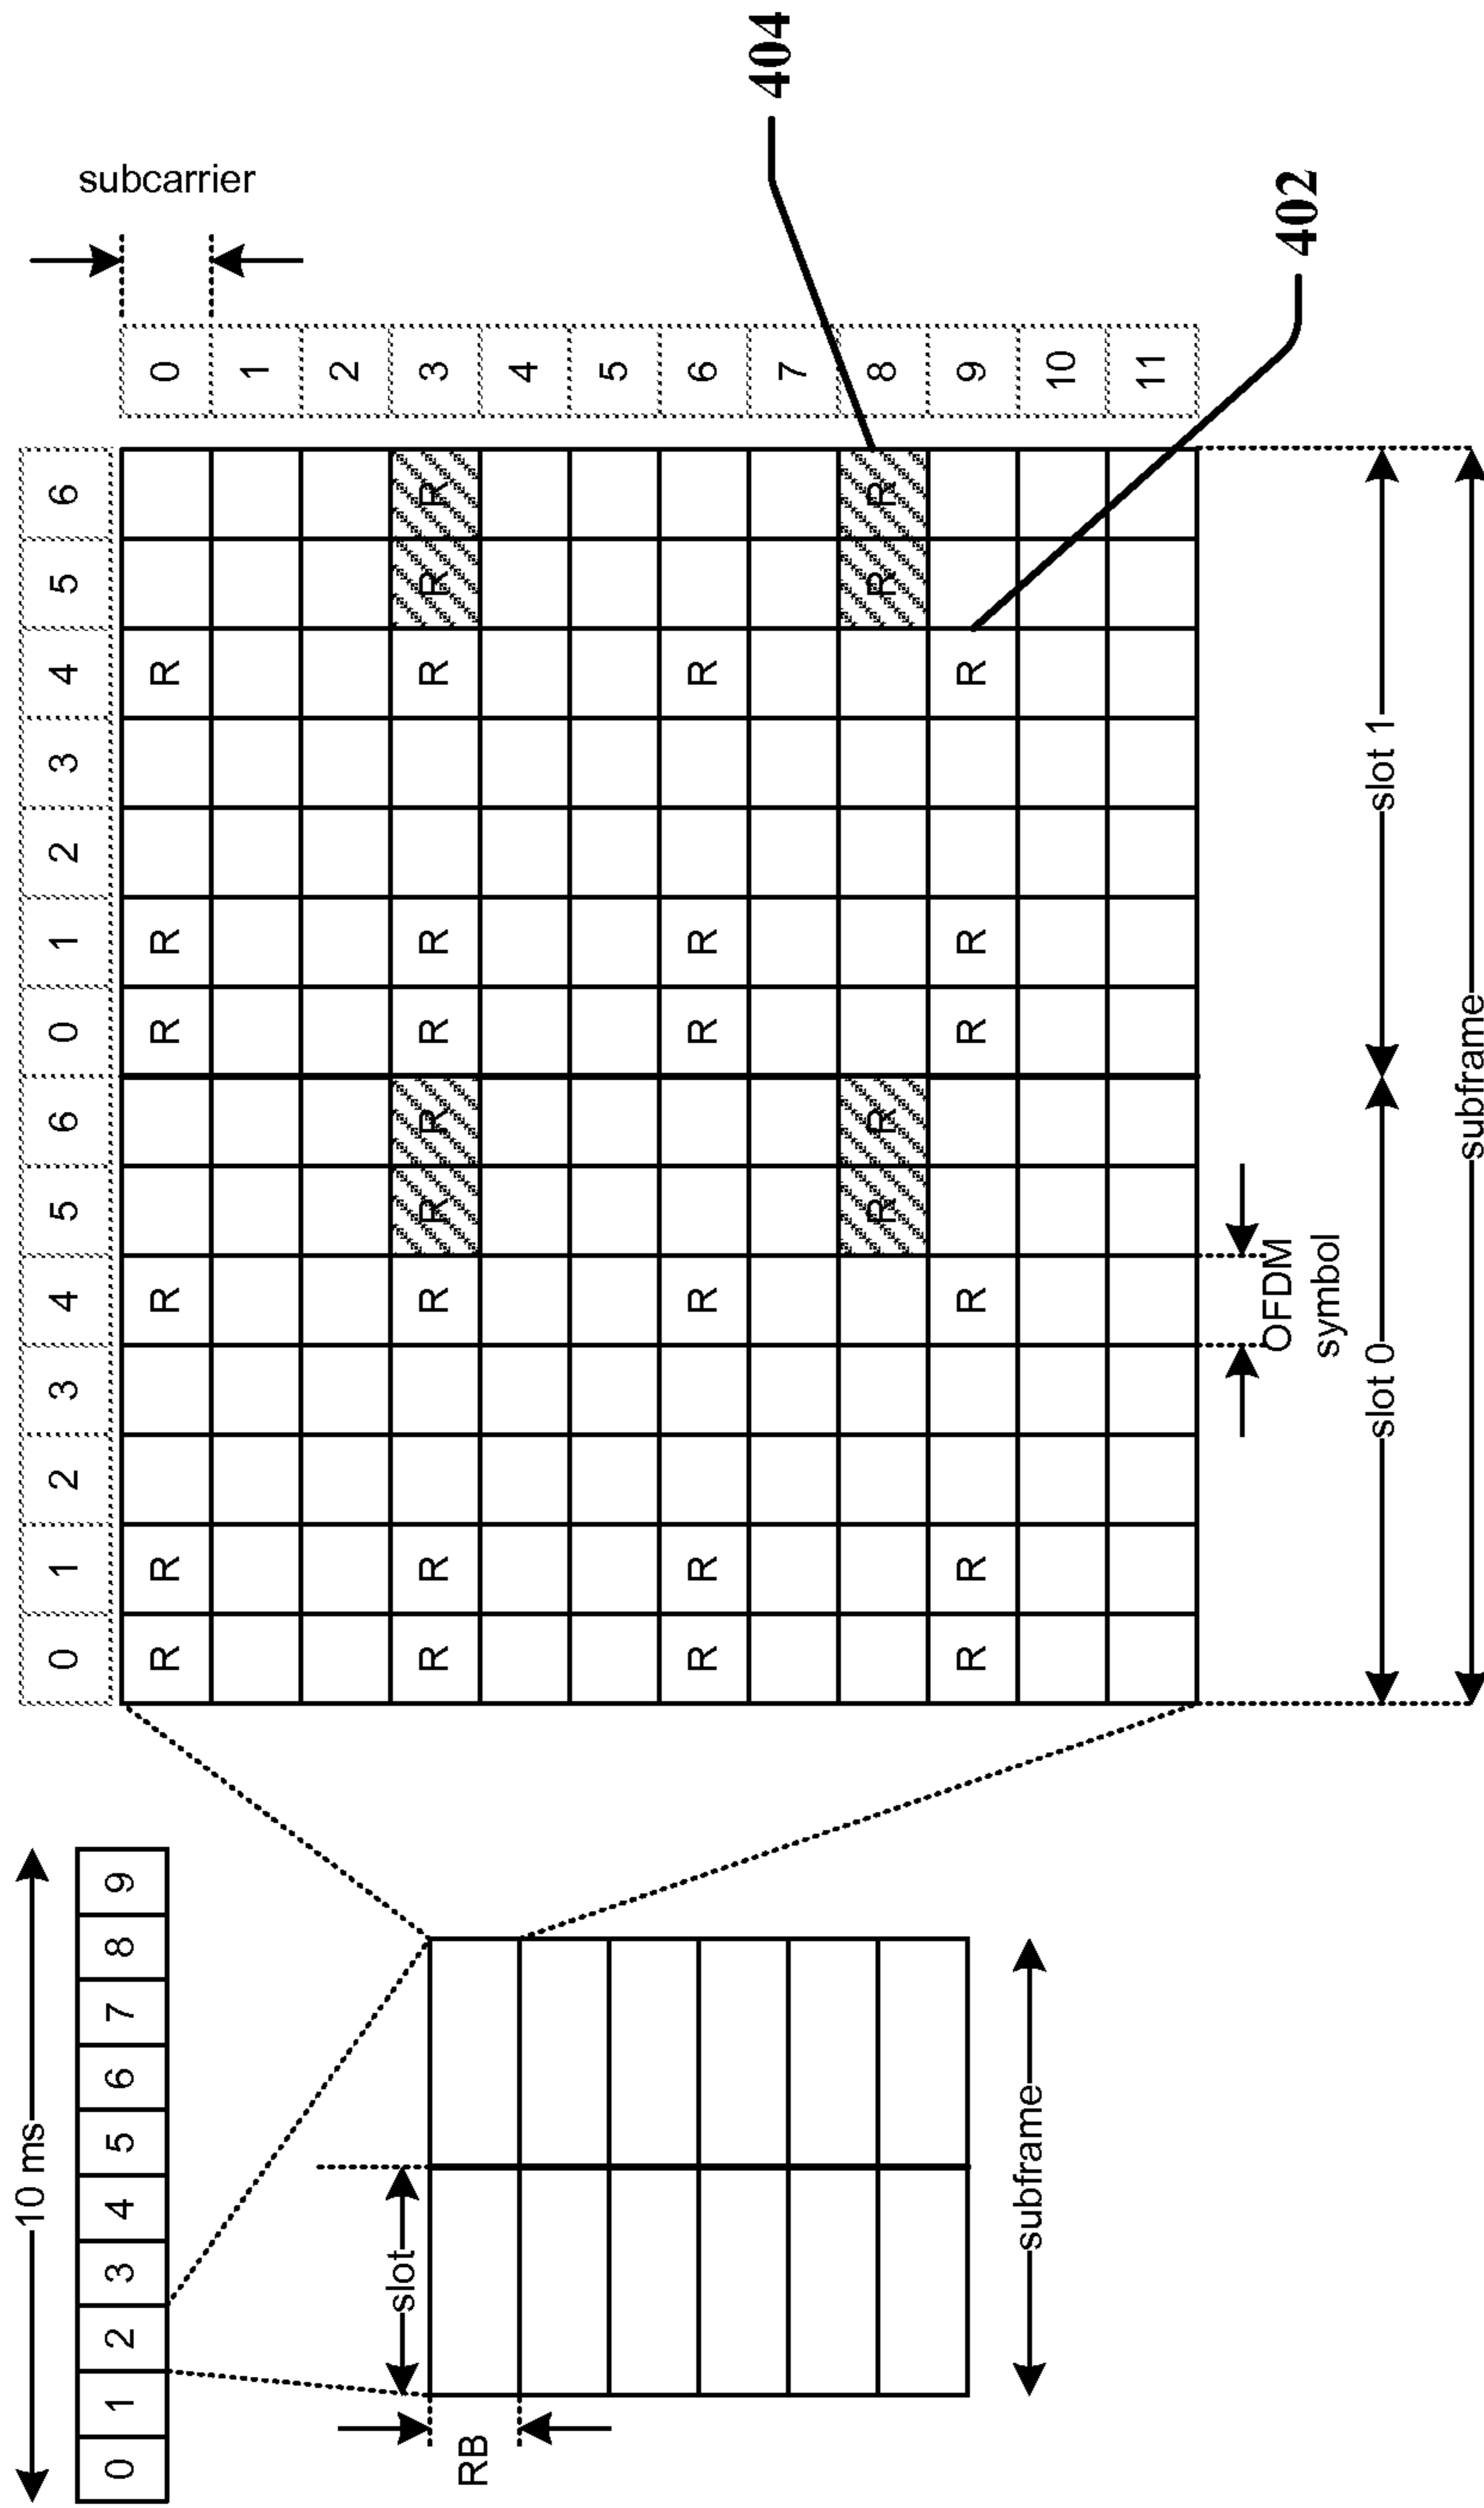 10 ms
0 1 2 3 4 5 6 7 8 9
slot
RB
subframe
0 1 2 3 4 5 6 0 1 2 3 4 5 6
subcarrier
R R R R R R 0
1
2
R R R R R R R R R R 3
4
5
R R R R R R 6
7
R R R R 8
R R R R R R 9
10
11
404
402
OFDM
symbol
slot 0 slot 1
subframe